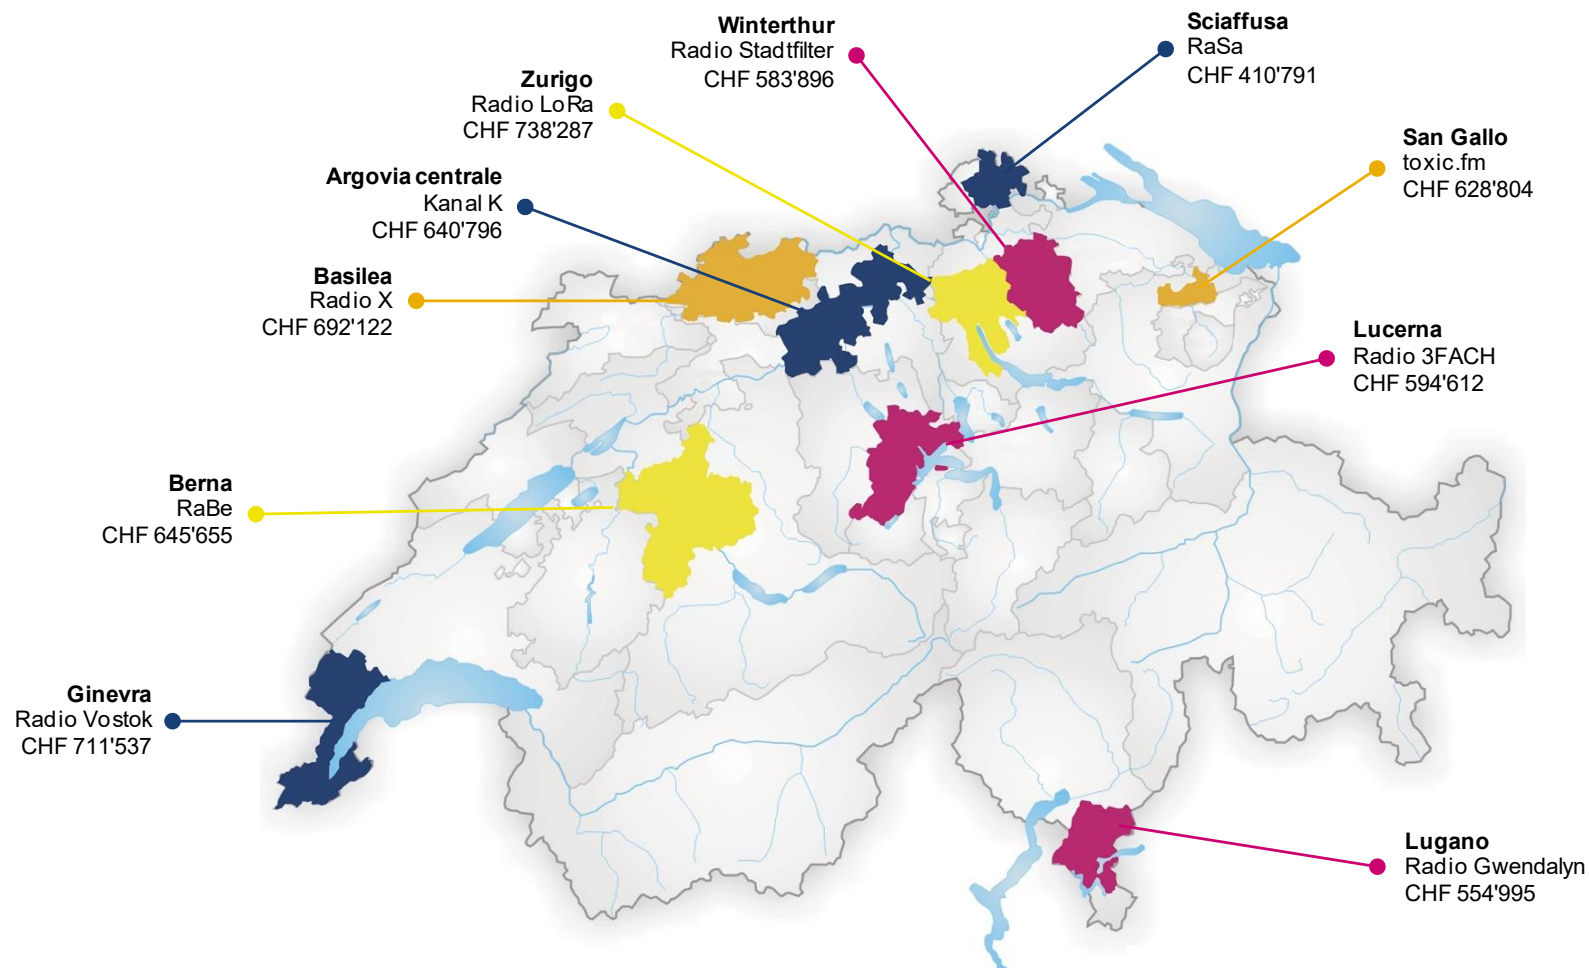 Winterthur
Radio Stadtfilter
CHF 583'896
Sciaffusa
RaSa
CHF 410'791
Zurigo
Radio LoRa
CHF 738'287
San Gallo
toxic.fm
CHF 628'804
Argovia centrale
Kanal K
CHF 640'796
Basilea
Radio X
CHF 692'122
Lucerna
Radio 3FACH
CHF 594'612
Berna
RaBe
CHF 645'655
Ginevra
Radio Vostok
CHF 711'537
Lugano
Radio Gwendalyn
CHF 554'995